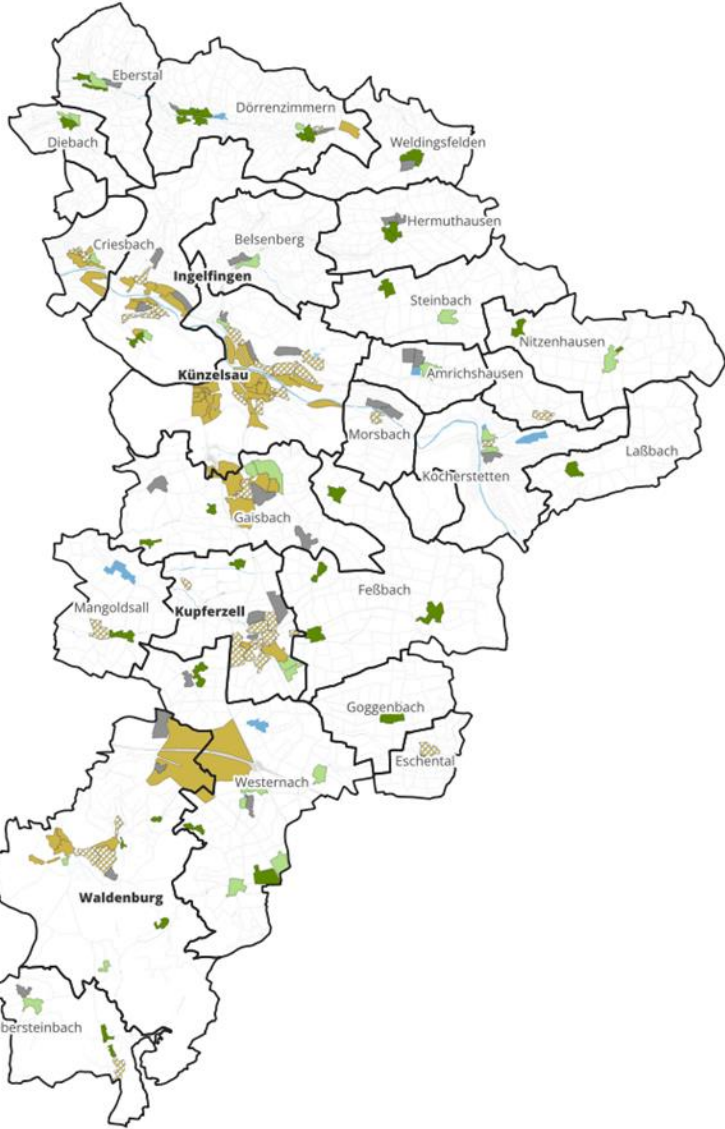 Eberstal
Dörrenzimmern
Diebach
Weldingsfelden
Hermuthausen
Criesbach
Belsenberg
Ingelfingen
Steinbach
Nitzenhausen
Künzelsau
Amrichshausen
Morsbach
Laßbach
Kocherstetten
Gaisbach
Feßbach
Mangoldsall
Kupferzell
Goggenbach
Eschental
Westernach
Waldenburg
bersteinbach